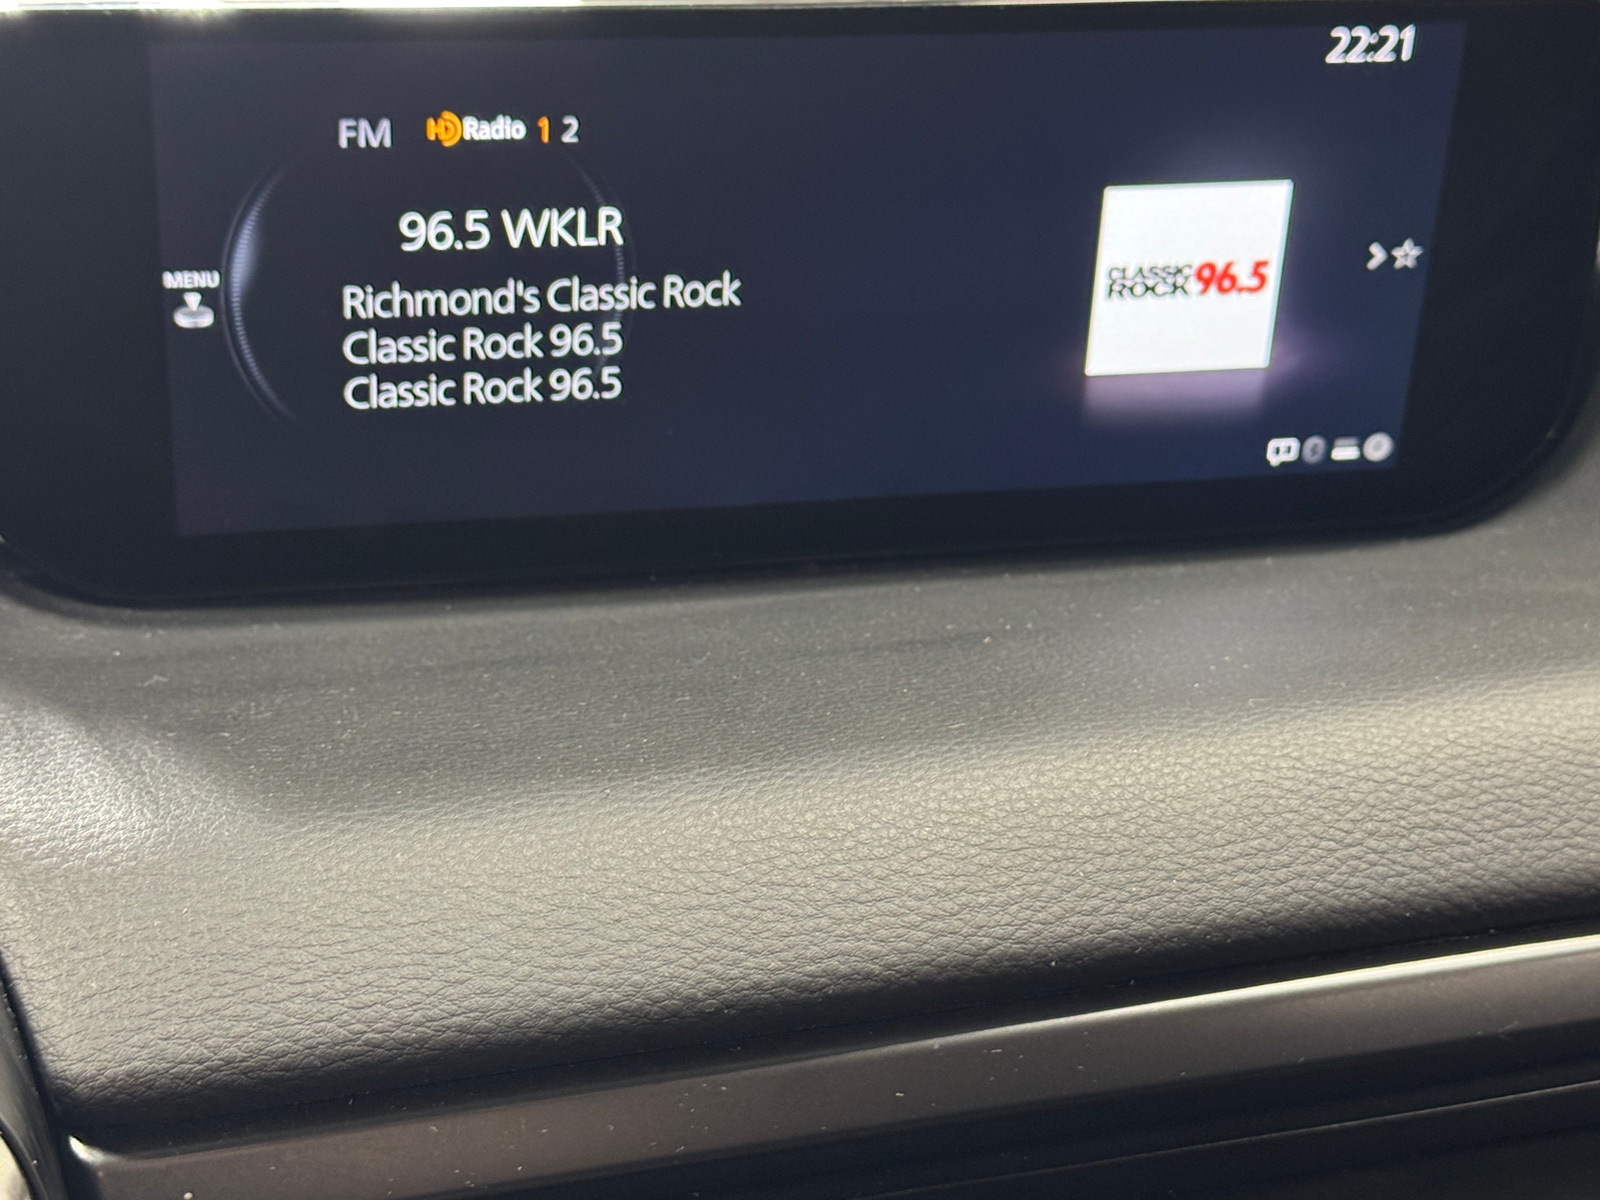 22:21
FM HD Radio 1 2
96.5 WKLR
MENU
Richmond's Classic Rock
Classic Rock 96.5
Classic Rock 96.5
CLASSIC
ROCK 96.5